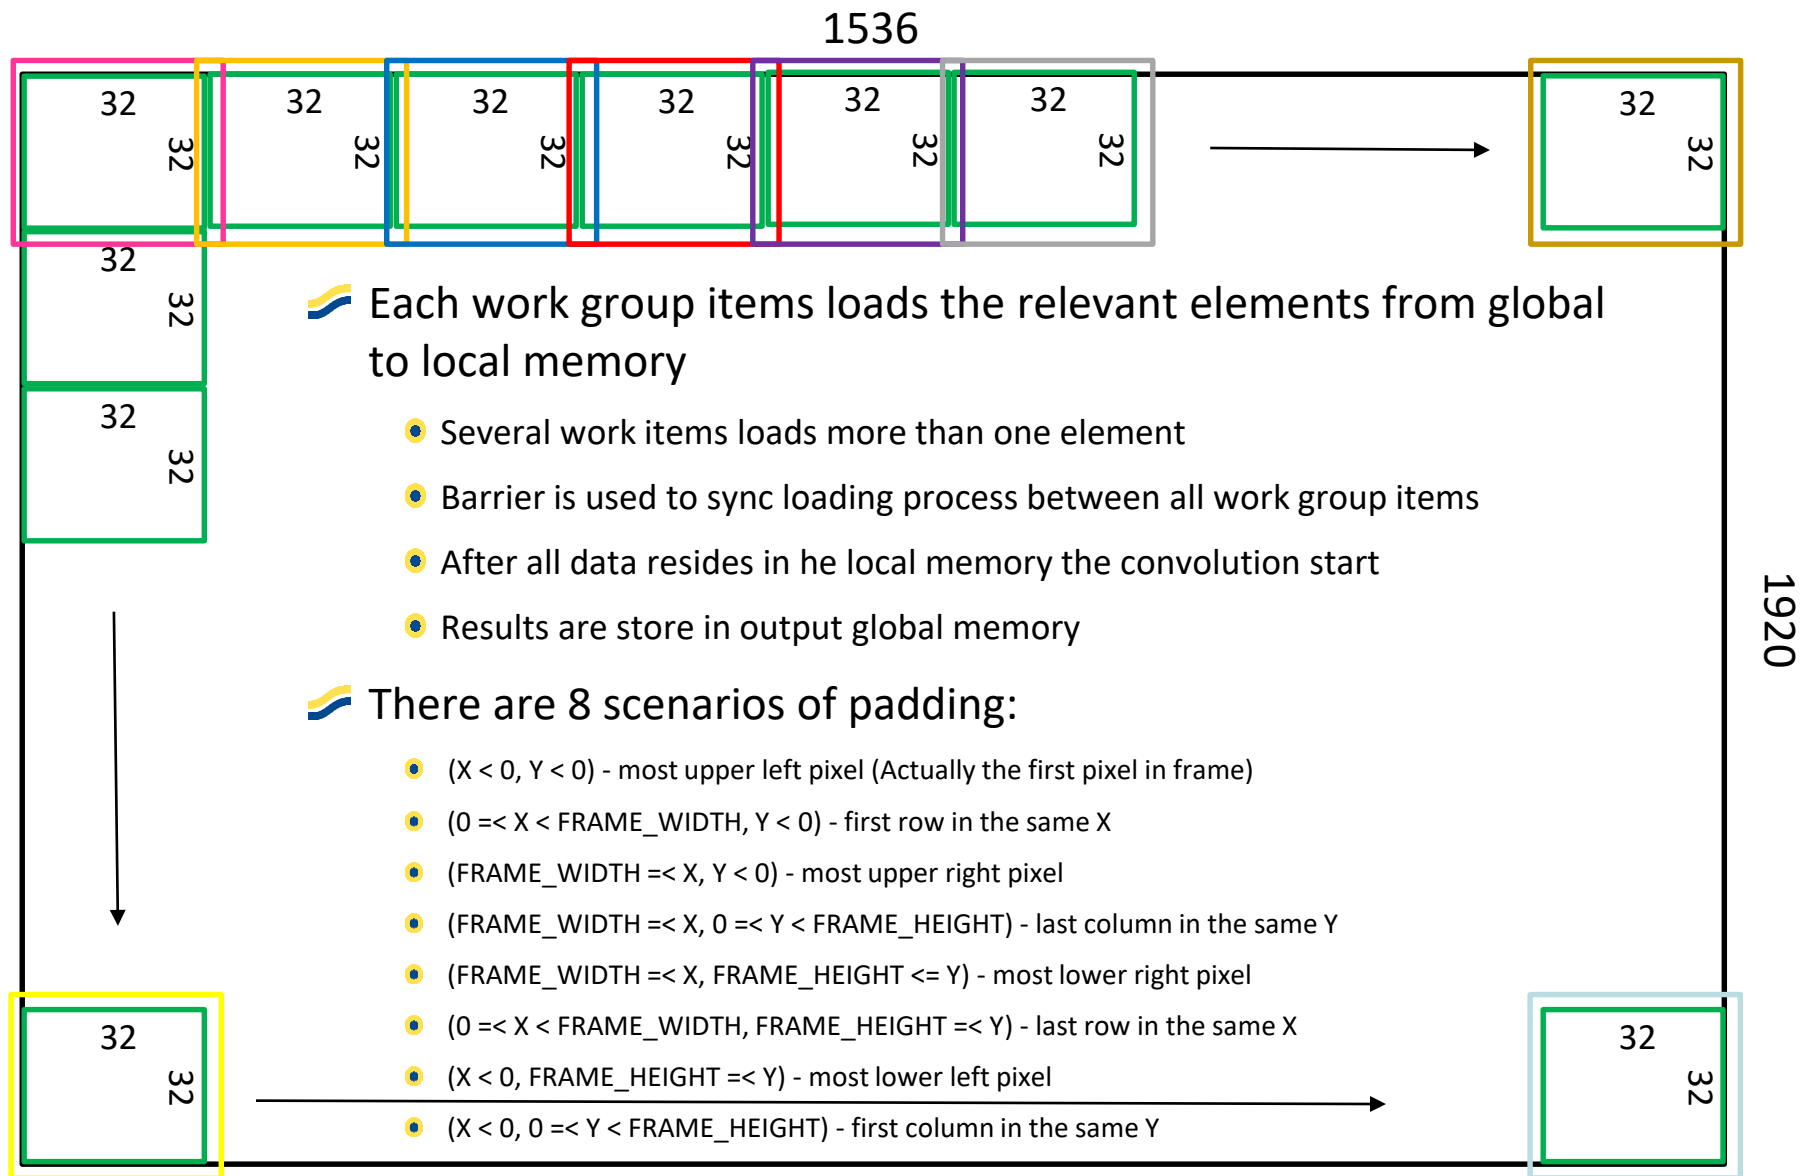 1536
32 32 32 32 32 32 32
32 32 32 32 32 32 32
32
32
Each work group items loads the relevant elements from global
to local memory
32
32
Several work items loads more than one element
Barrier is used to sync loading process between all work group items
After all data resides in he local memory the convolution start
Results are store in output global memory
1920
There are 8 scenarios of padding:
(X < 0, Y < 0) - most upper left pixel (Actually the first pixel in frame)
(0 =< X < FRAME_WIDTH, Y < 0) - first row in the same X
(FRAME_WIDTH =< X, Y < 0) - most upper right pixel
(FRAME_WIDTH =< X, 0 =< Y < FRAME_HEIGHT) - last column in the same Y
(FRAME_WIDTH =< X, FRAME_HEIGHT <= Y) - most lower right pixel
(0 =< X < FRAME_WIDTH, FRAME_HEIGHT =< Y) - last row in the same X
(X < 0, FRAME_HEIGHT =< Y) - most lower left pixel
(X < 0, 0 =< Y < FRAME_HEIGHT) - first column in the same Y
32 32
32 32